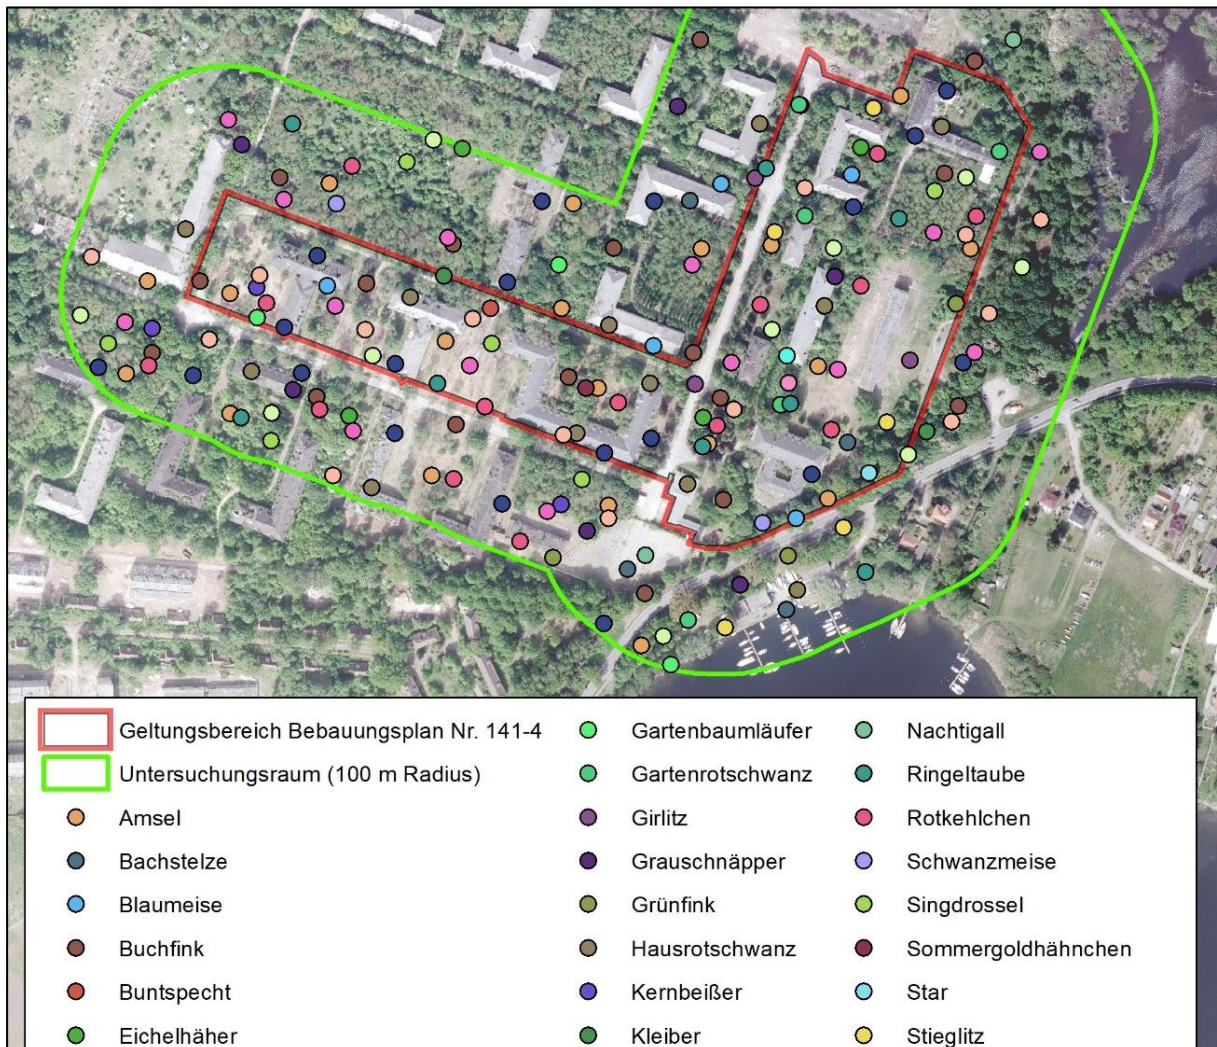 Geltungsbereich Bebauungsplan Nr. 141-4
Untersuchungsraum (100 m Radius)
Amsel
Bachstelze
Blaumeise
Buchfink
Buntspecht
Eichelhäher
Gartenbaumläufer
Gartenrotschwanz
Girlitz
Grauschnäpper
Grünfink
Hausrotschwanz
Kernbeißer
Kleiber
Nachtigall
Ringeltaube
Rotkehlchen
Schwanzmeise
Singdrossel
Sommergoldhähnchen
Star
Stieglitz